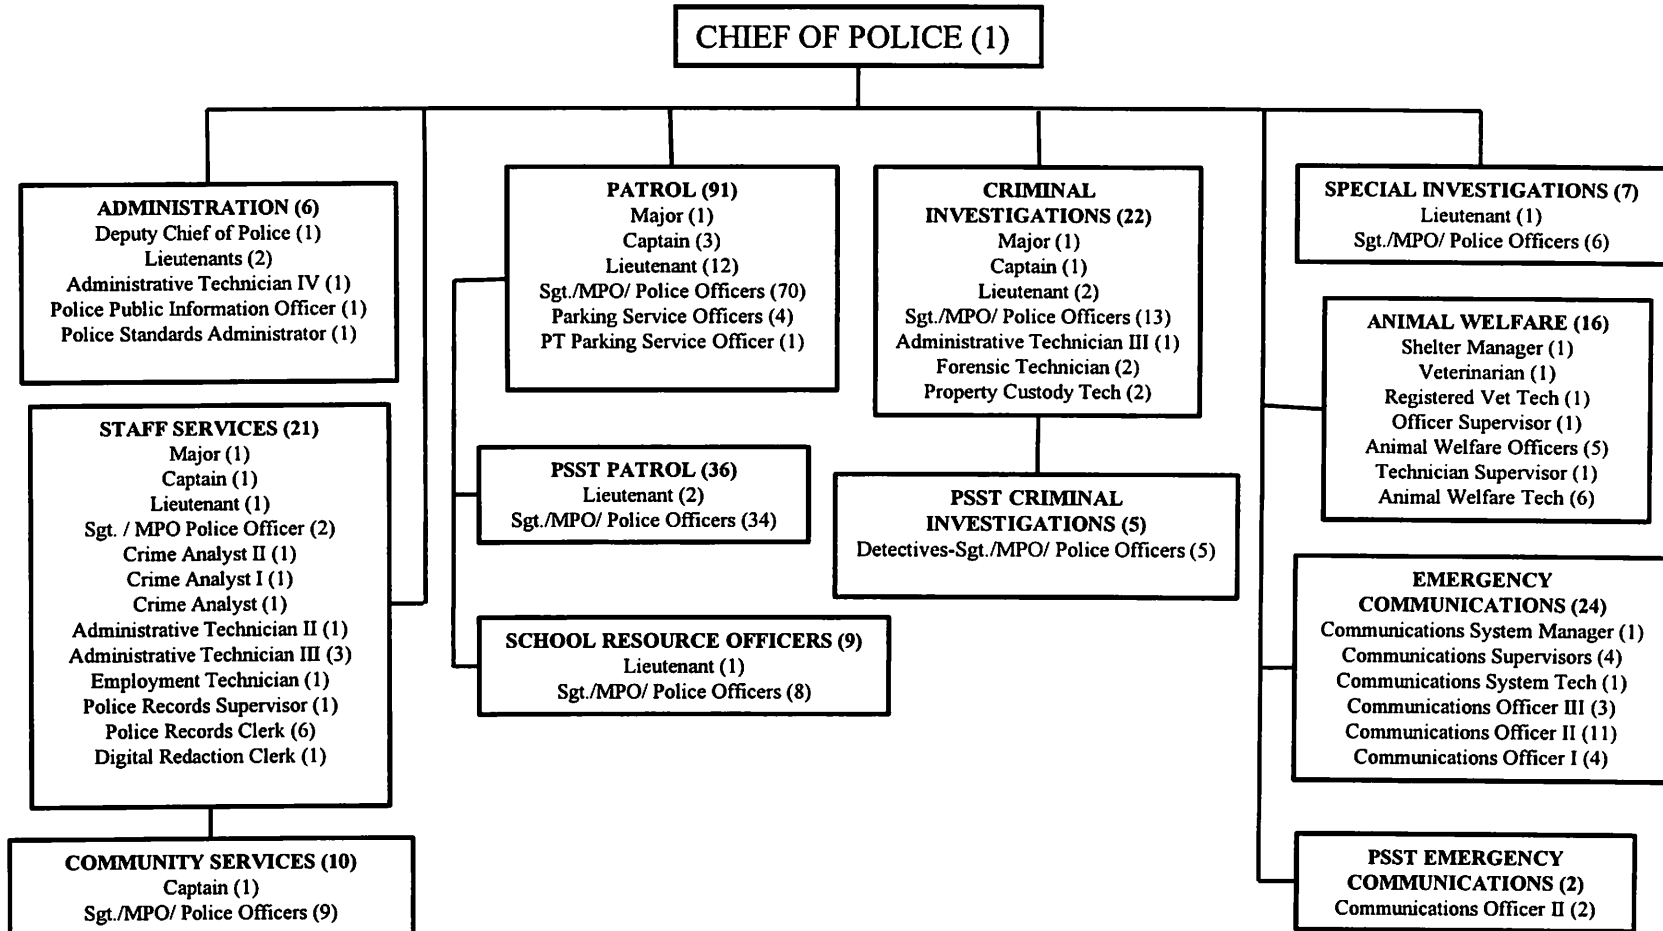 CHIEF OF POLICE (1)
ADMINISTRATION (6)
Deputy Chief of Police (1)
Lieutenants (2)
Administrative Technician IV (1)
Police Public Information Officer (1)
Police Standards Administrator (1)
STAFF SERVICES (21)
Major (1)
Captain (1)
Lieutenant (1)
Sgt. / MPO Police Officer (2)
Crime Analyst II (1)
Crime Analyst I (1)
Crime Analyst (1)
Administrative Technician II (1)
Administrative Technician III (3)
Employment Technician (1)
Police Records Supervisor (1)
Police Records Clerk (6)
Digital Redaction Clerk (1)
COMMUNITY SERVICES (10)
Captain (1)
Sgt./MPO/ Police Officers (9)
PATROL (91)
Major (1)
Captain (3)
Lieutenant (12)
Sgt./MPO/ Police Officers (70)
Parking Service Officers (4)
PT Parking Service Officer (1)
PSST PATROL (36)
Lieutenant (2)
Sgt./MPO/ Police Officers (34)
SCHOOL RESOURCE OFFICERS (9)
Lieutenant (1)
Sgt./MPO/ Police Officers (8)
CRIMINAL
INVESTIGATIONS (22)
Major (1)
Captain (1)
Lieutenant (2)
Sgt./MPO/ Police Officers (13)
Administrative Technician III (1)
Forensic Technician (2)
Property Custody Tech (2)
PSST CRIMINAL
INVESTIGATIONS (5)
Detectives-Sgt./MPO/ Police Officers (5)
SPECIAL INVESTIGATIONS (7)
Lieutenant (1)
Sgt./MPO/ Police Officers (6)
ANIMAL WELFARE (16)
Shelter Manager (1)
Veterinarian (1)
Registered Vet Tech (1)
Officer Supervisor (1)
Animal Welfare Officers (5)
Technician Supervisor (1)
Animal Welfare Tech (6)
EMERGENCY
COMMUNICATIONS (24)
Communications System Manager (1)
Communications Supervisors (4)
Communications System Tech (1)
Communications Officer III (3)
Communications Officer II (11)
Communications Officer I (4)
PSST EMERGENCY
COMMUNICATIONS (2)
Communications Officer II (2)